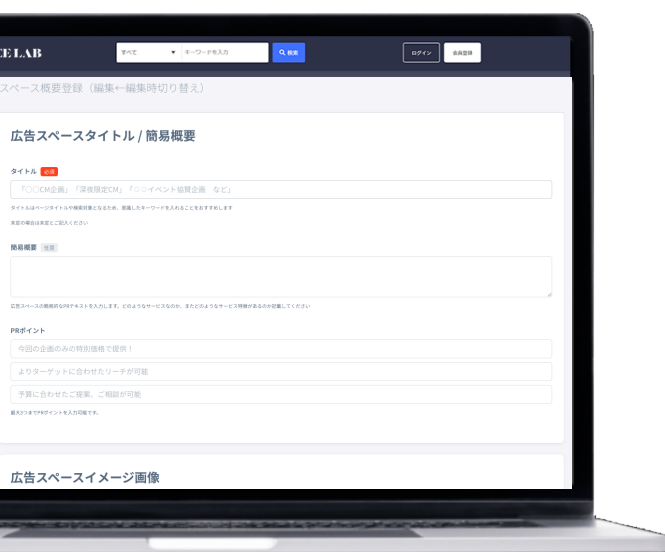 CE LAB
すべて ▼ キーワードを入力 検索 ログイン 会員登録
スペース概要登録（編集←編集時切り替え）
広告スペースタイトル / 簡易概要
タイトル 必須
「○○CM企画」「深夜限定CM」「○○イベント協賛企画 など」
タイトルはページタイトルや検索対象となるため、意識したキーワードを入れることをおすすめします
未定の場合は未定とご記入ください
簡易概要 任意
広告スペースの簡易的なPRテキストを入力します。どのようなサービスなのか、またどのようなサービス特徴があるのか記載してください
PRポイント
今回の企画のみの特別価格で提供！
よりターゲットに合わせたリーチが可能
予算に合わせたご提案、ご相談が可能
最大3つまでPRポイントを入力可能です。
広告スペースイメージ画像